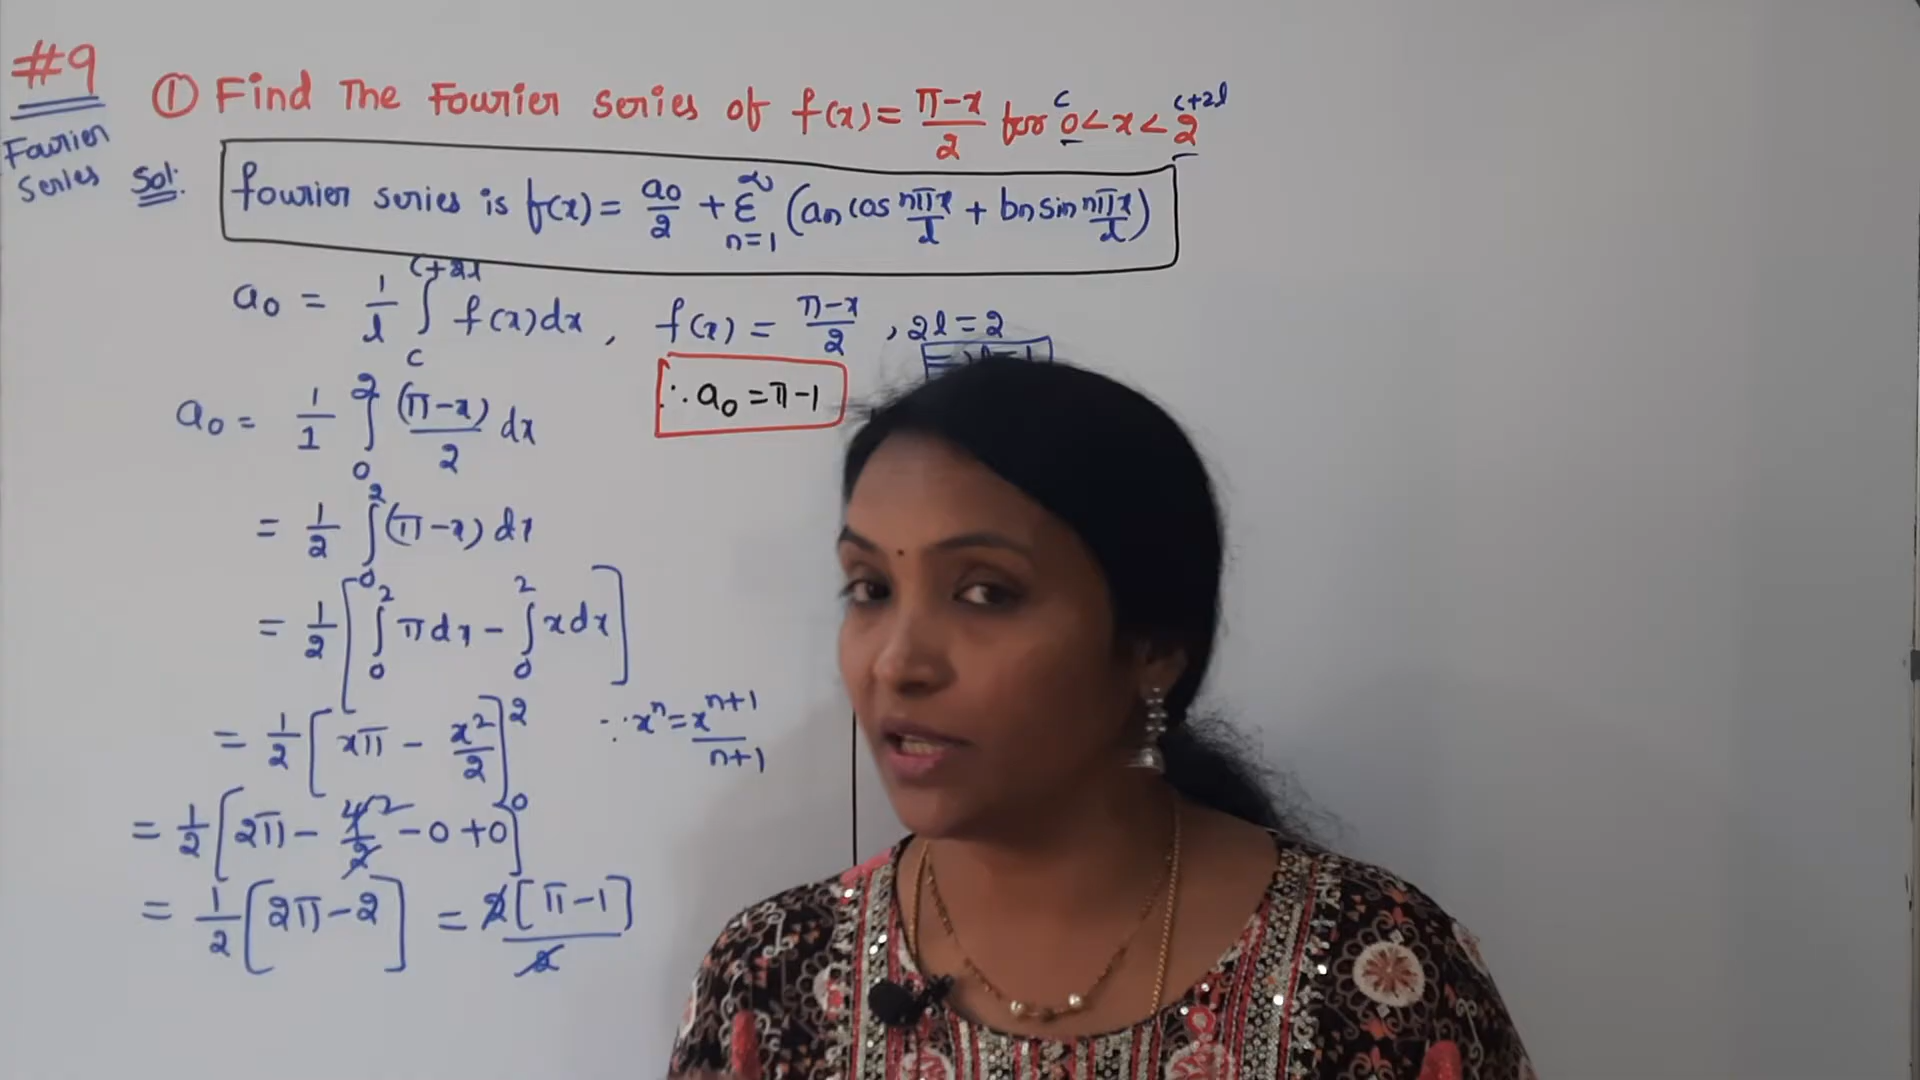 #9
Fourier
Series
① Find The Fourier Series of f(x) = π-x/2 for 0 < x < 2
c c+2l
Sol:
fourier series is f(x) = a0/2 + Σ n=1 ∞ (an cos nπx/l + bn sin nπx/l)
a0 = 1/l ∫ c c+2l f(x)dx, f(x) = π-x/2, 2l = 2
a0 = 1/1 ∫ 0 2 (π-x)/2 dx
∴ a0 = π-1
= 1/2 ∫ 0 2 (π-x) dx
= 1/2 [∫ 0 2 π dx - ∫ 0 2 x dx]
= 1/2 [xπ - x²/2] 0 2 ∵ xⁿ = xⁿ⁺¹/n+1
= 1/2 [2π - 4/2 2 - 0 + 0]
= 1/2 [2π - 2] = 2[π-1]/2